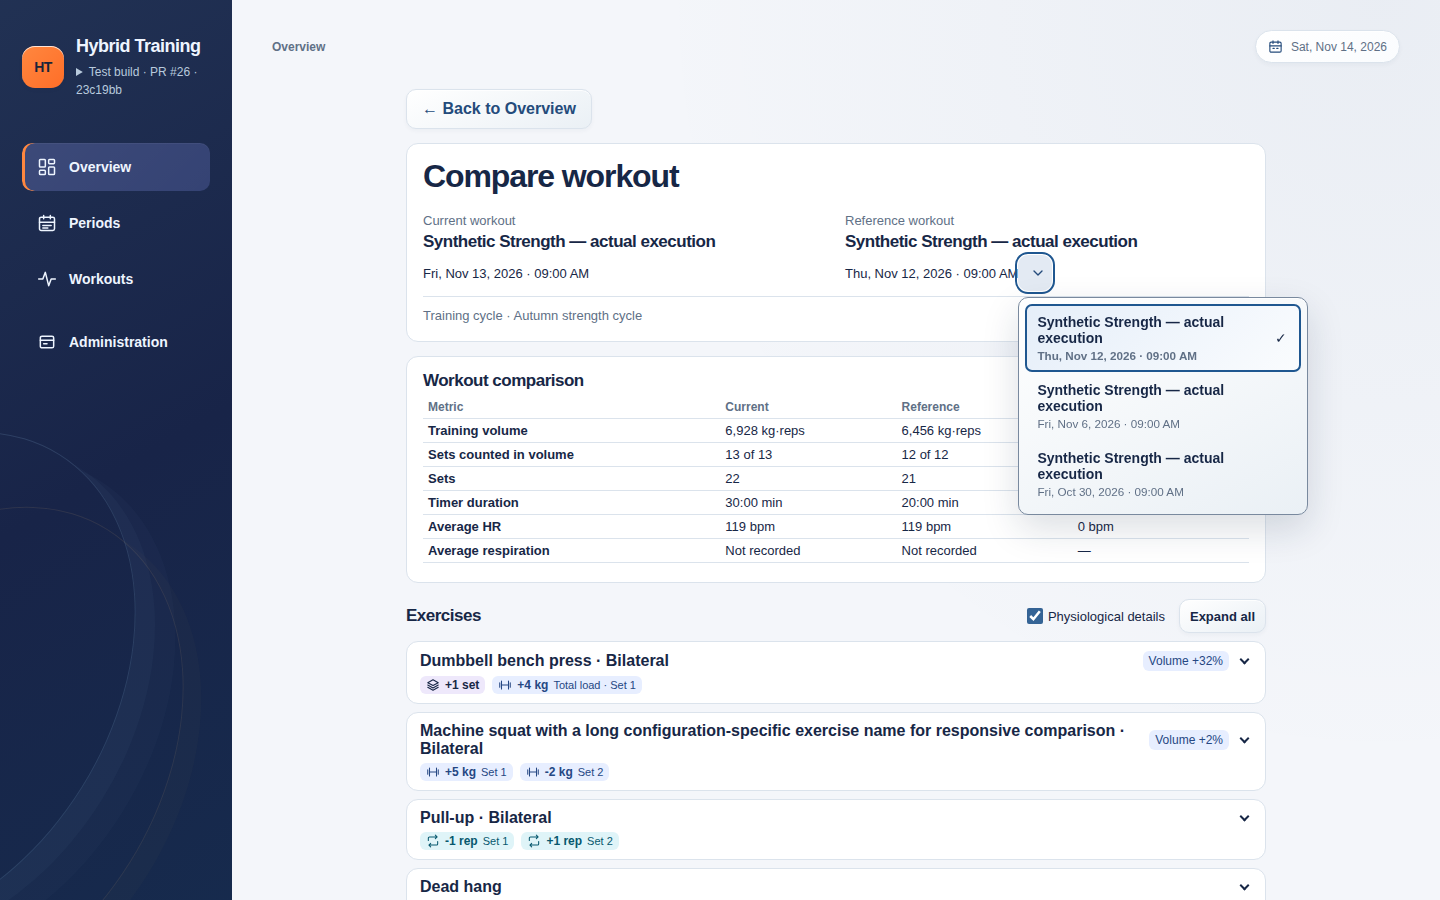 HT
Hybrid Training
Test build · PR #26 ·
23c19bb
Overview
Periods
Workouts
Administration
Overview
Sat, Nov 14, 2026
← Back to Overview
Compare workout
Current workout
Synthetic Strength — actual execution
Fri, Nov 13, 2026 · 09:00 AM
Reference workout
Synthetic Strength — actual execution
Thu, Nov 12, 2026 · 09:00 AM
Training cycle · Autumn strength cycle
Synthetic Strength — actual
execution
Thu, Nov 12, 2026 · 09:00 AM
✓
Synthetic Strength — actual
execution
Fri, Nov 6, 2026 · 09:00 AM
Synthetic Strength — actual
execution
Fri, Oct 30, 2026 · 09:00 AM
Workout comparison
Metric Current Reference
Training volume 6,928 kg·reps 6,456 kg·reps
Sets counted in volume 13 of 13 12 of 12
Sets 22 21
Timer duration 30:00 min 20:00 min
Average HR 119 bpm 119 bpm 0 bpm
Average respiration Not recorded Not recorded —
Exercises
Physiological details
Expand all
Dumbbell bench press · Bilateral
Volume +32%
+1 set +4 kg Total load · Set 1
Machine squat with a long configuration-specific exercise name for responsive comparison ·
Bilateral
Volume +2%
+5 kg Set 1 -2 kg Set 2
Pull-up · Bilateral
-1 rep Set 1 +1 rep Set 2
Dead hang